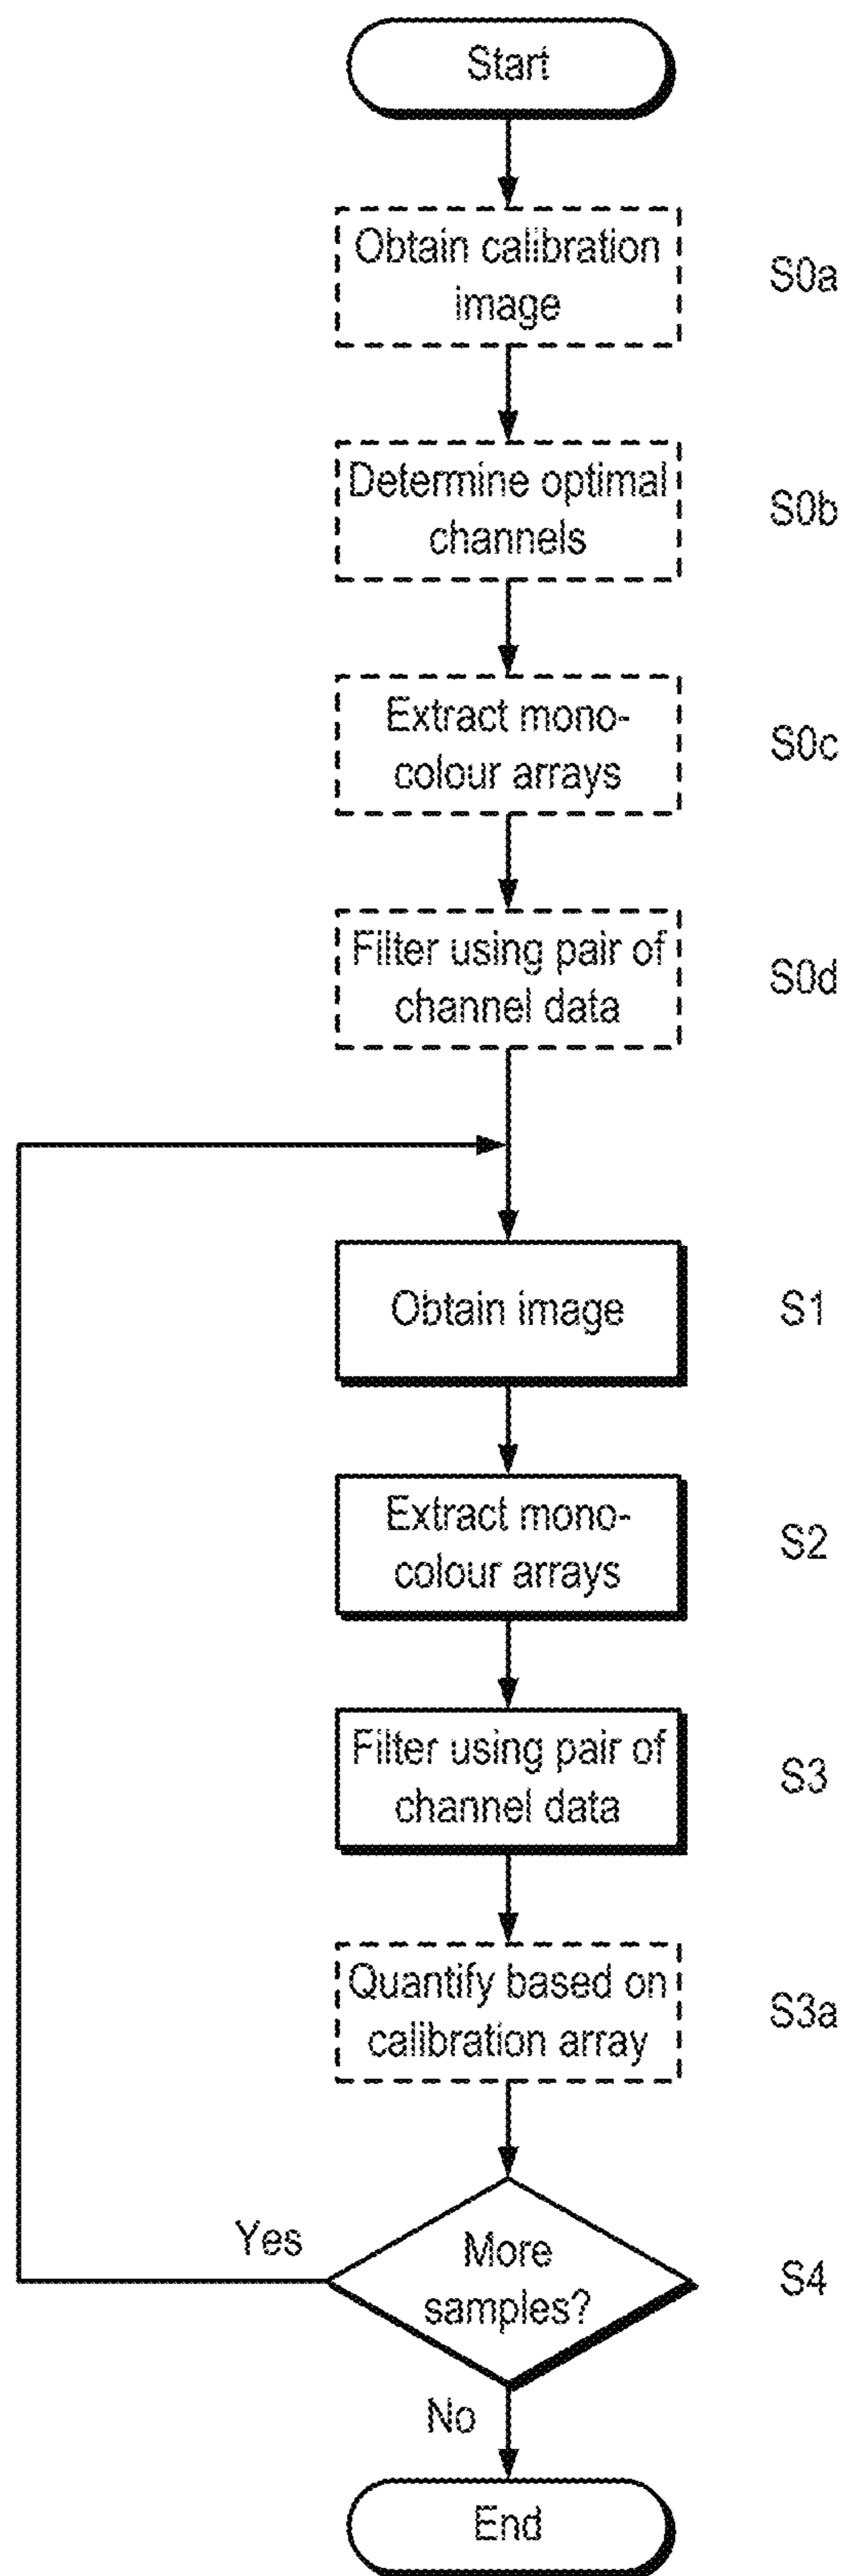 Start
Obtain calibration
image
S0a
Determine optimal
channels
S0b
Extract mono-
colour arrays
S0c
Filter using pair of
channel data
S0d
Obtain image
S1
Extract mono-
colour arrays
S2
Filter using pair of
channel data
S3
Quantify based on
calibration array
S3a
Yes
More
samples?
S4
No
End